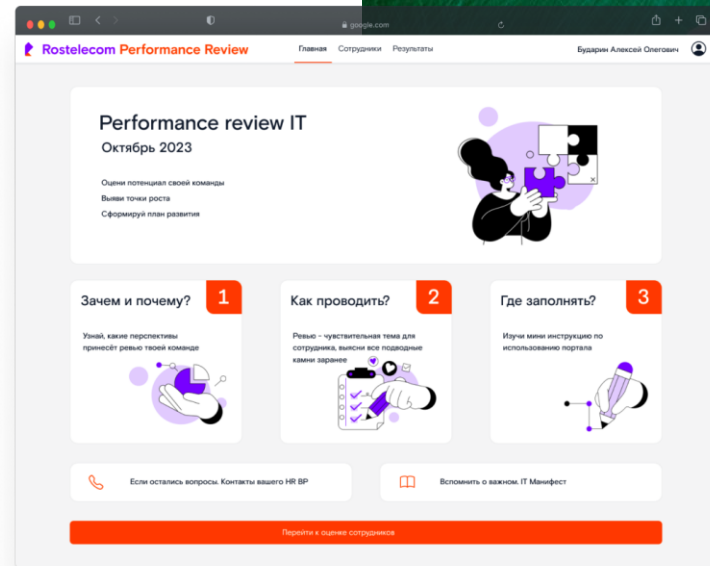 google.com
Rostelecom Performance Review
Главная Сотрудники Результаты
Бударин Алексей Олегович
Performance review IT
Октябрь 2023
Оцени потенциал своей команды
Выяви точки роста
Сформируй план развития
Зачем и почему?
1
Узнай, какие перспективы
принесёт ревью твоей команде
Как проводить?
2
Ревью - чувствительная тема для
сотрудника, выясни все подводные
камни заранее
Где заполнять?
3
Изучи мини инструкцию по
использованию портала
Если остались вопросы. Контакты вашего HR BP
Вспомнить о важном. IT Манифест
Перейти к оценке сотрудников